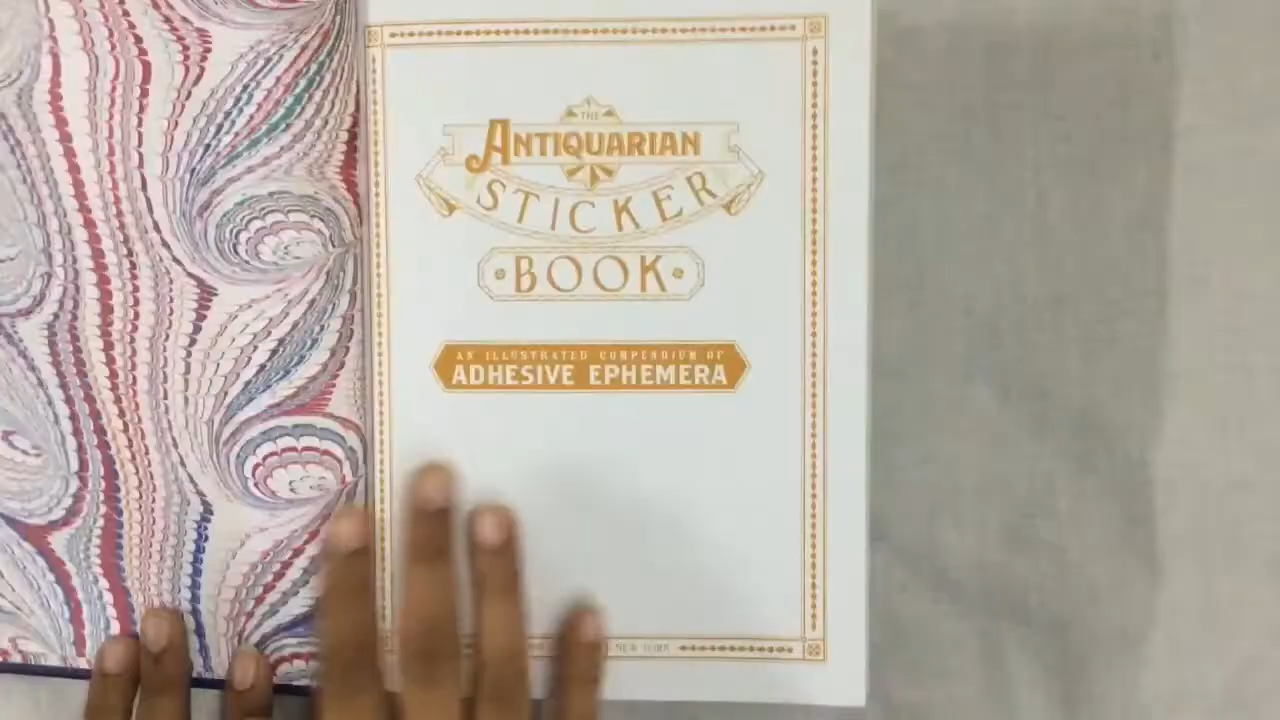 THE
ANTIQUARIAN
STICKER
BOOK
AN ILLUSTRATED COMPENDIUM OF
ADHESIVE EPHEMERA
NEW YORK